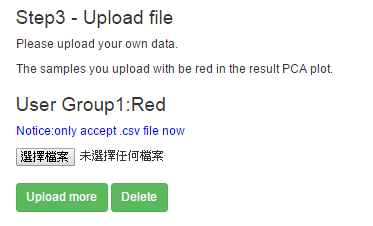 Step3 - Upload file
Please upload your own data.
The samples you upload with be red in the result PCA plot.
User Group1:Red
Notice:only accept .csv file now
選擇檔案 未選擇任何檔案
Upload more Delete